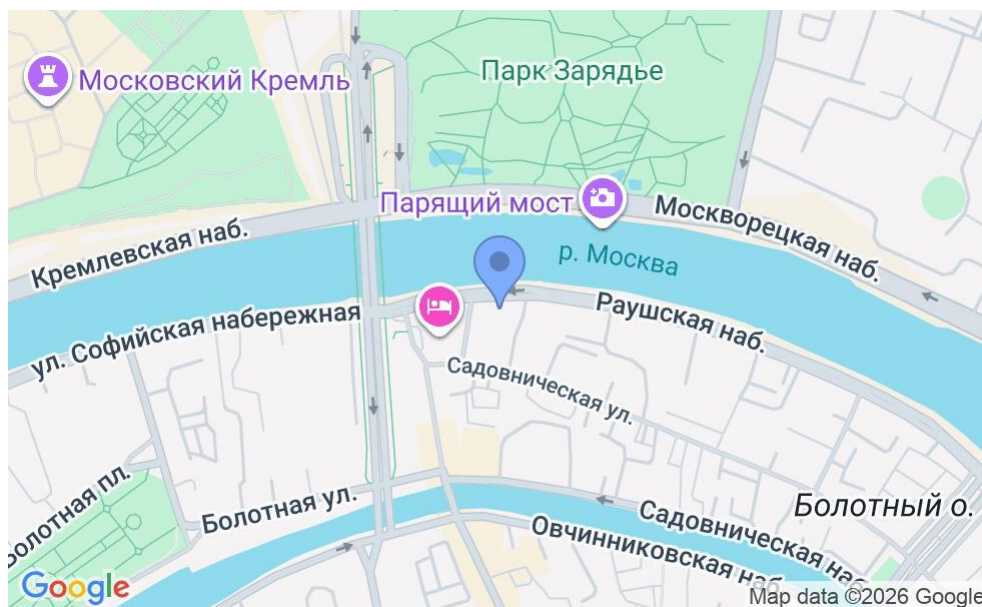 Парк Зарядье
Московский Кремль
Парящий мост
Москворецкая наб.
Кремлевская наб.
р. Москва
ул. Софийская набережная
Раушская наб.
Садовническая ул.
Болотная пл.
Болотная ул.
Болотный о.
Садовническая наб.
Овчинниковская наб.
Google
Map data ©2026 Google